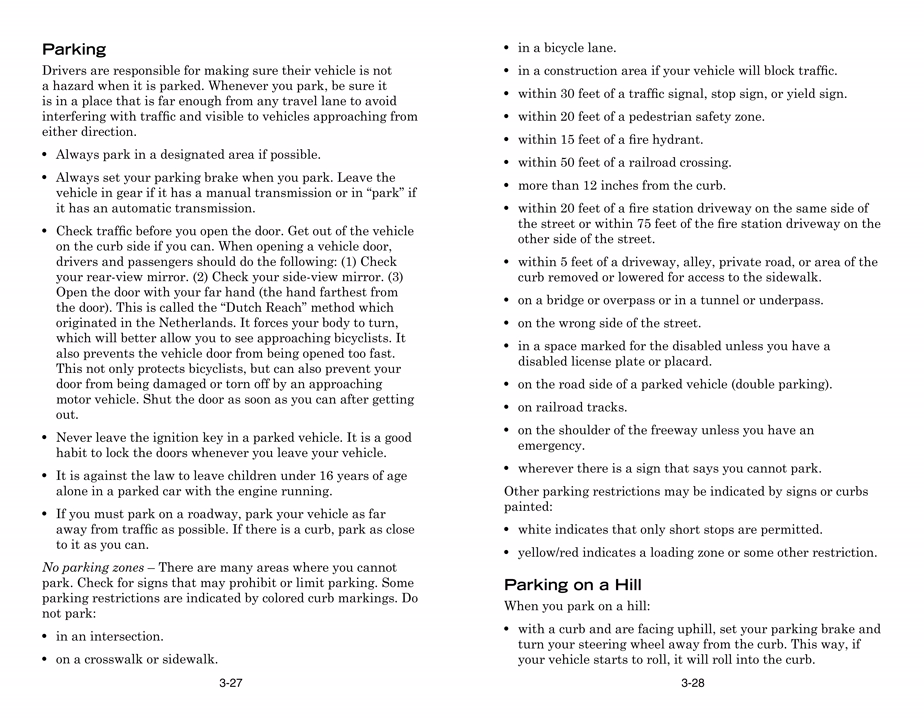 Parking
Drivers are responsible for making sure their vehicle is not
a hazard when it is parked. Whenever you park, be sure it
is in a place that is far enough from any travel lane to avoid
interfering with traffic and visible to vehicles approaching from
either direction.
• Always park in a designated area if possible.
• Always set your parking brake when you park. Leave the
vehicle in gear if it has a manual transmission or in “park” if
it has an automatic transmission.
• Check traffic before you open the door. Get out of the vehicle
on the curb side if you can. When opening a vehicle door,
drivers and passengers should do the following: (1) Check
your rear-view mirror. (2) Check your side-view mirror. (3)
Open the door with your far hand (the hand farthest from
the door). This is called the “Dutch Reach” method which
originated in the Netherlands. It forces your body to turn,
which will better allow you to see approaching bicyclists. It
also prevents the vehicle door from being opened too fast.
This not only protects bicyclists, but can also prevent your
door from being damaged or torn off by an approaching
motor vehicle. Shut the door as soon as you can after getting
out.
• Never leave the ignition key in a parked vehicle. It is a good
habit to lock the doors whenever you leave your vehicle.
• It is against the law to leave children under 16 years of age
alone in a parked car with the engine running.
• If you must park on a roadway, park your vehicle as far
away from traffic as possible. If there is a curb, park as close
to it as you can.
No parking zones – There are many areas where you cannot
park. Check for signs that may prohibit or limit parking. Some
parking restrictions are indicated by colored curb markings. Do
not park:
• in an intersection.
• on a crosswalk or sidewalk.
3-27
• in a bicycle lane.
• in a construction area if your vehicle will block traffic.
• within 30 feet of a traffic signal, stop sign, or yield sign.
• within 20 feet of a pedestrian safety zone.
• within 15 feet of a fire hydrant.
• within 50 feet of a railroad crossing.
• more than 12 inches from the curb.
• within 20 feet of a fire station driveway on the same side of
the street or within 75 feet of the fire station driveway on the
other side of the street.
• within 5 feet of a driveway, alley, private road, or area of the
curb removed or lowered for access to the sidewalk.
• on a bridge or overpass or in a tunnel or underpass.
• on the wrong side of the street.
• in a space marked for the disabled unless you have a
disabled license plate or placard.
• on the road side of a parked vehicle (double parking).
• on railroad tracks.
• on the shoulder of the freeway unless you have an
emergency.
• wherever there is a sign that says you cannot park.
Other parking restrictions may be indicated by signs or curbs
painted:
• white indicates that only short stops are permitted.
• yellow/red indicates a loading zone or some other restriction.
Parking on a Hill
When you park on a hill:
• with a curb and are facing uphill, set your parking brake and
turn your steering wheel away from the curb. This way, if
your vehicle starts to roll, it will roll into the curb.
3-28